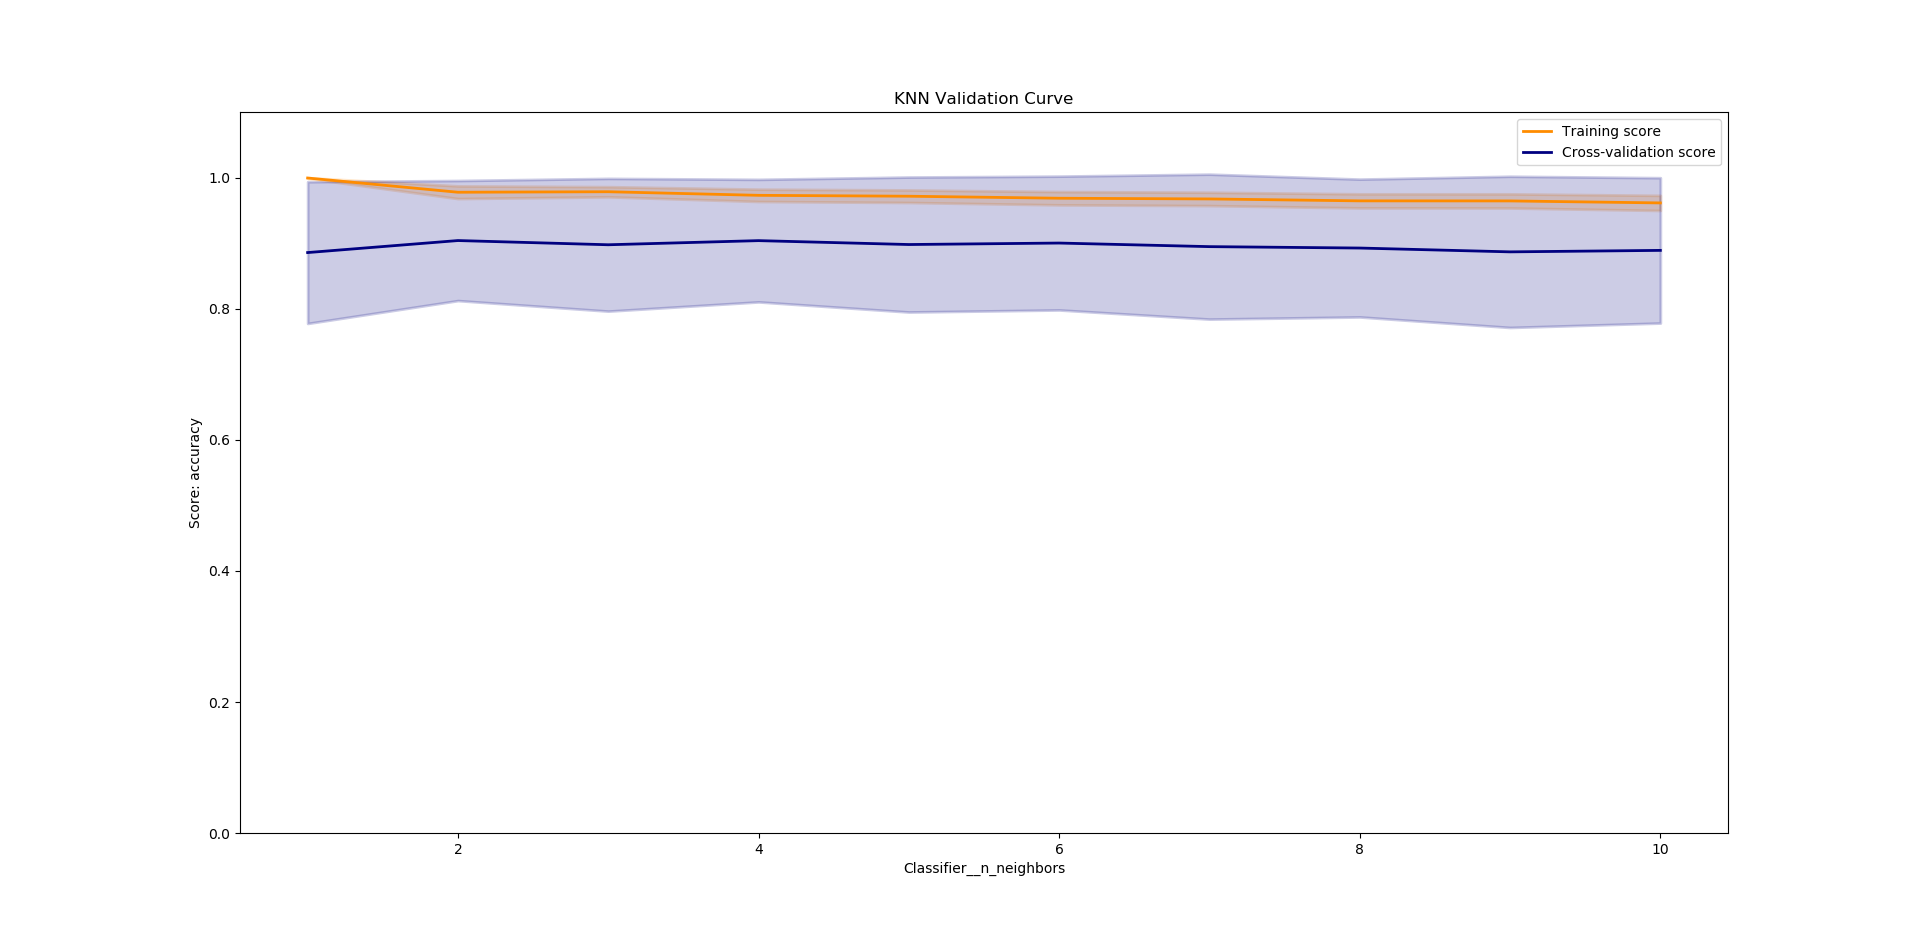 KNN Validation Curve
Training score
Cross-validation score
1.0
0.8
0.6
0.4
0.2
0.0
Score: accuracy
2 4 6 8 10
Classifier__n_neighbors